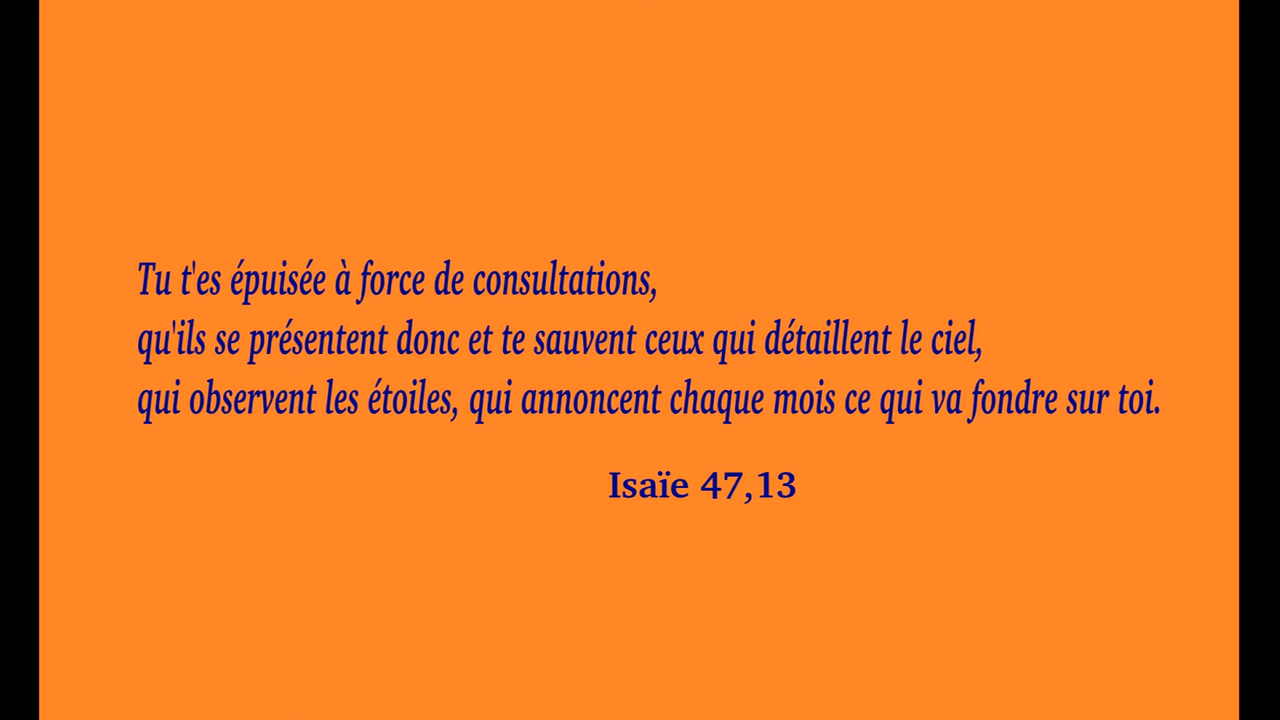 Tu t'es épuisée à force de consultations,
qu'ils se présentent donc et te sauvent ceux qui détaillent le ciel,
qui observent les étoiles, qui annoncent chaque mois ce qui va fondre sur toi.
Isaïe 47,13